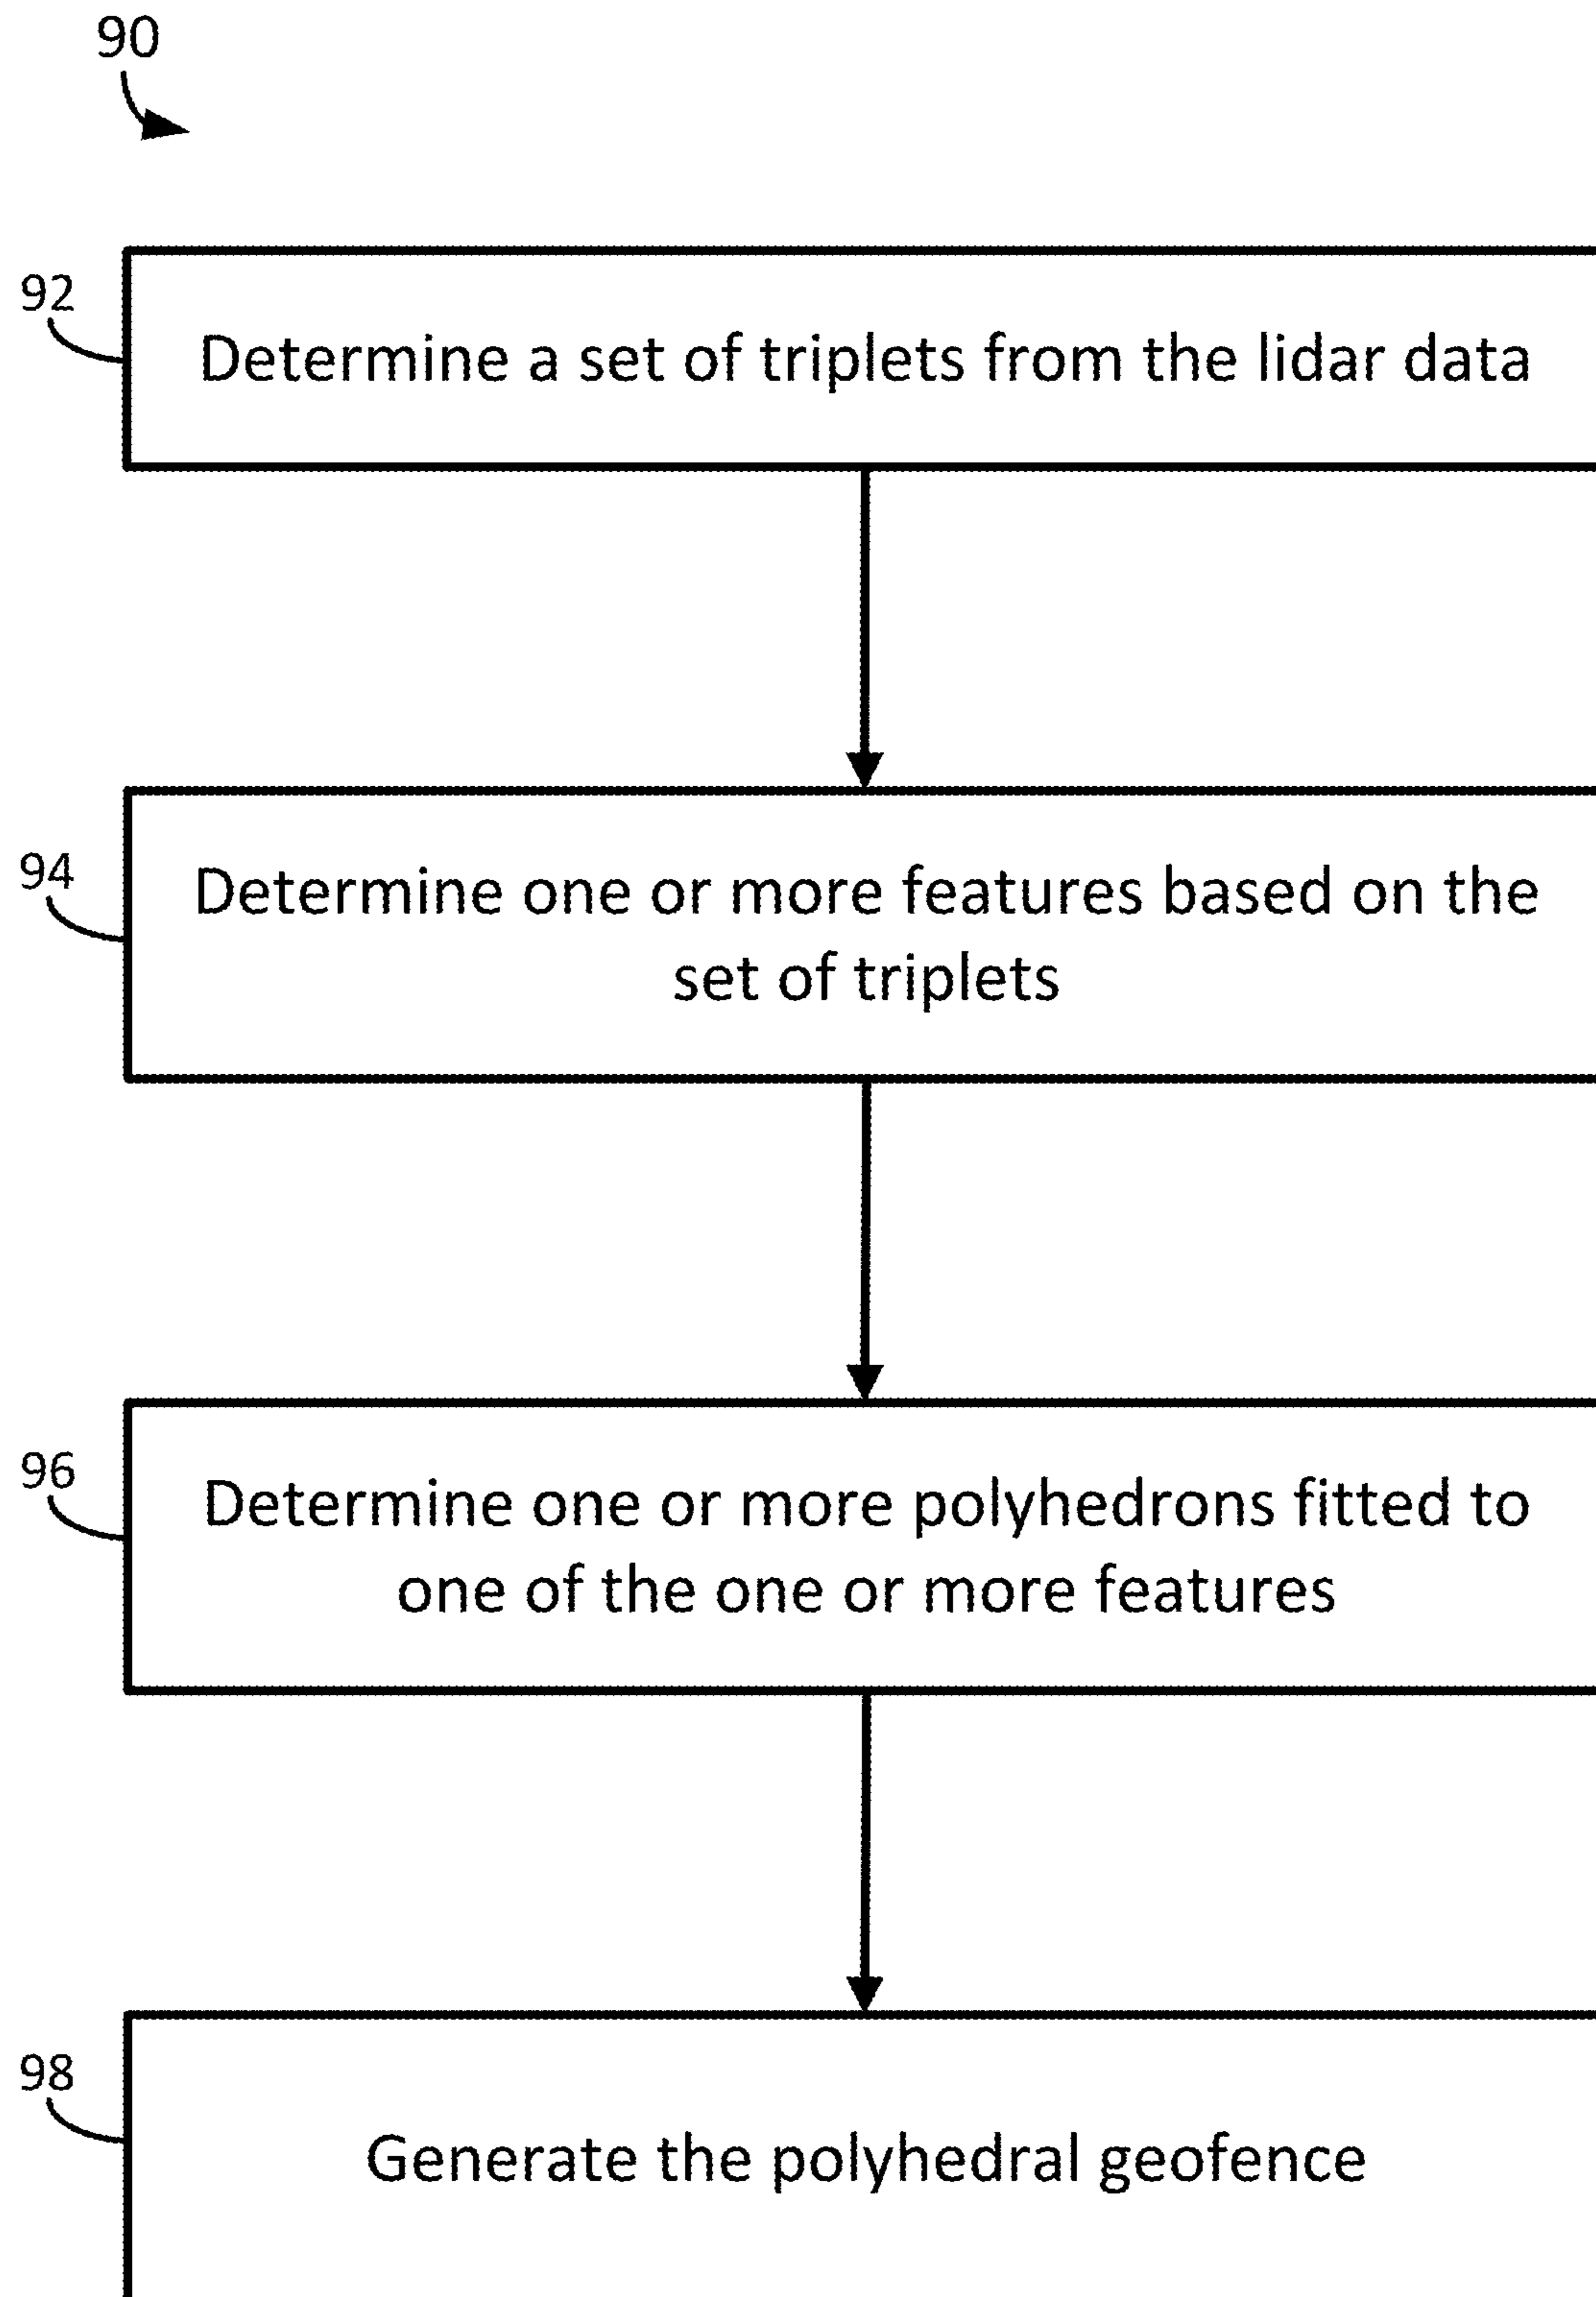 90
92
Determine a set of triplets from the lidar data
94
Determine one or more features based on the
set of triplets
96
Determine one or more polyhedrons fitted to
one of the one or more features
98
Generate the polyhedral geofence